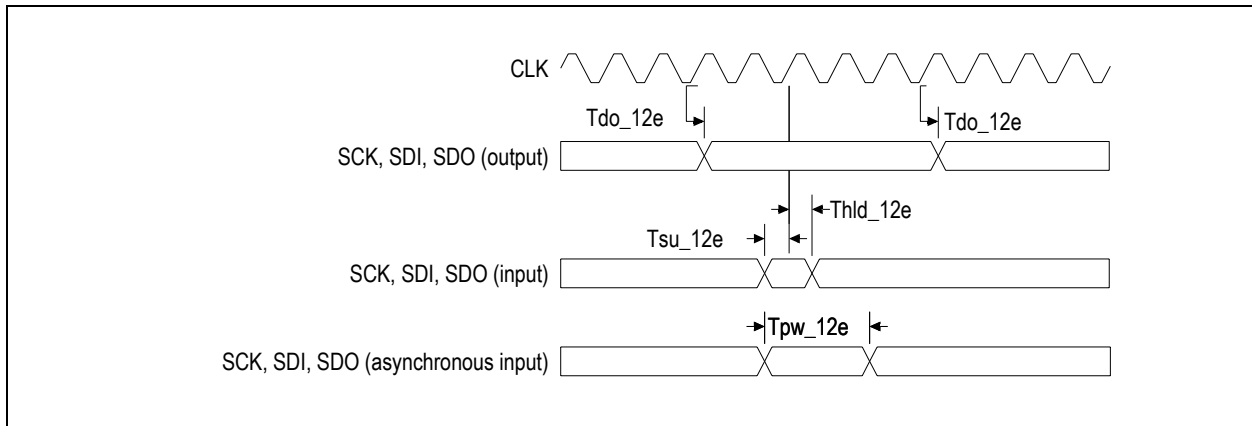 CLK
Tdo_12e
Tdo_12e
SCK, SDI, SDO (output)
Thld_12e
Tsu_12e
SCK, SDI, SDO (input)
Tpw_12e
SCK, SDI, SDO (asynchronous input)